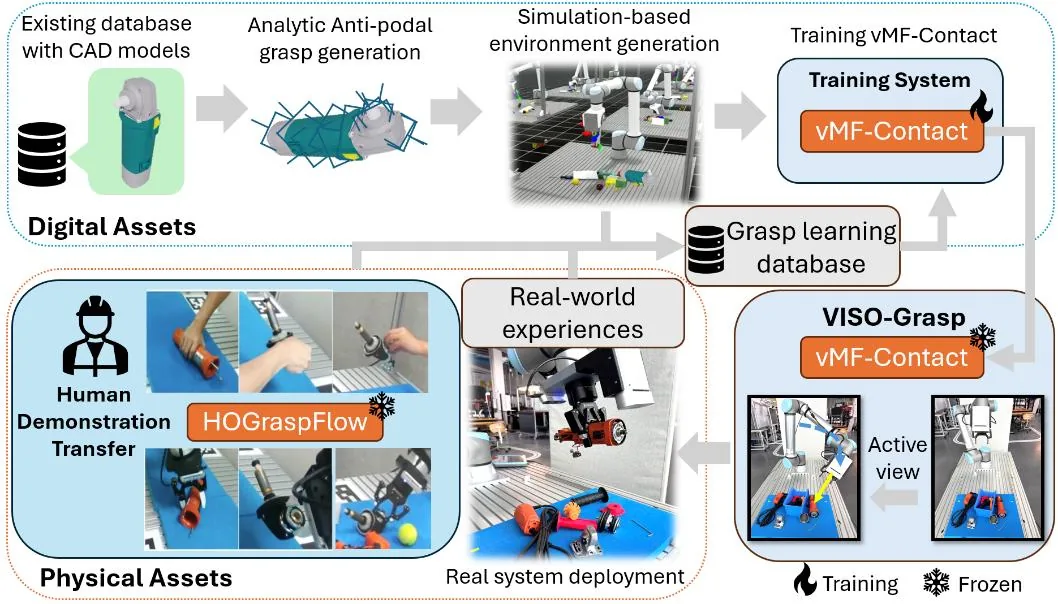 Existing database
with CAD models
Analytic Anti-podal
grasp generation
Simulation-based
environment generation
Training vMF-Contact
Training System
vMF-Contact
Digital Assets
Grasp learning
database
Real-world
experiences
Human
Demonstration
Transfer
HOGraspFlow
VISO-Grasp
vMF-Contact
Active
view
Physical Assets
Real system deployment
Training
Frozen